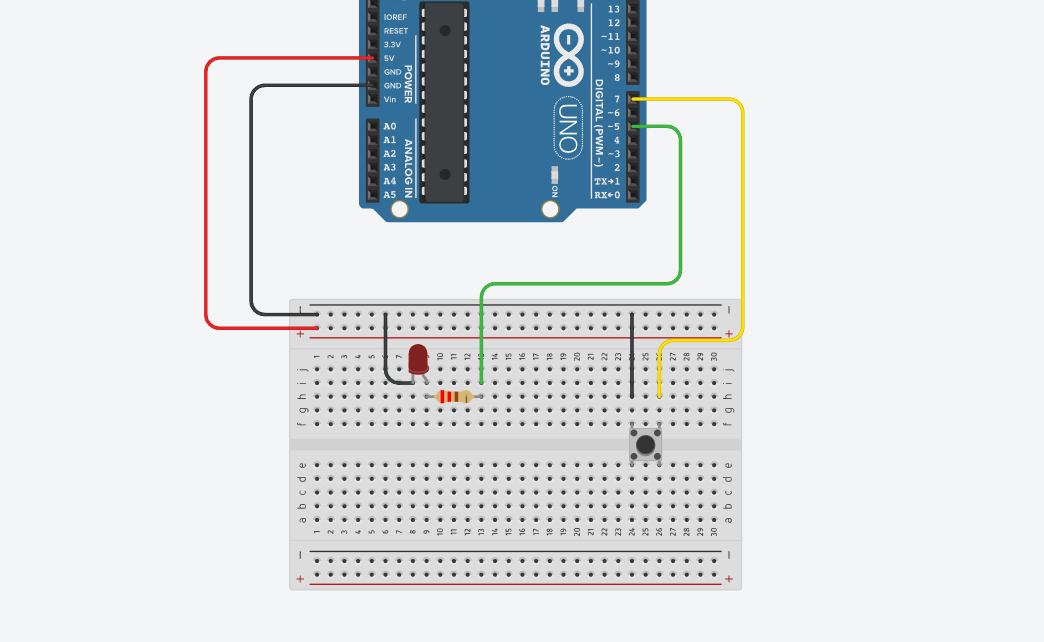 IOREF
RESET
3.3V
5V
GND
GND
Vin
POWER
A0
A1
A2
A3
A4
A5
ANALOG IN
ARDUINO
UNO
ON
DIGITAL (PWM~)
13
12
~11
~10
~9
8
7
~6
~5
4
~3
2
TX→1
RX←0
− −
+ +
1 2 3 4 5 7 8 10 11 12 14 15 16 17 18 19 20 21 22 23 24 25 26 27 28 29 30
j j
i i
h h
g g
f f
e e
d d
c c
b b
a a
1 2 3 4 5 6 7 8 9 10 11 12 13 14 15 16 17 18 19 20 21 22 23 24 25 26 27 28 29 30
− −
+ +